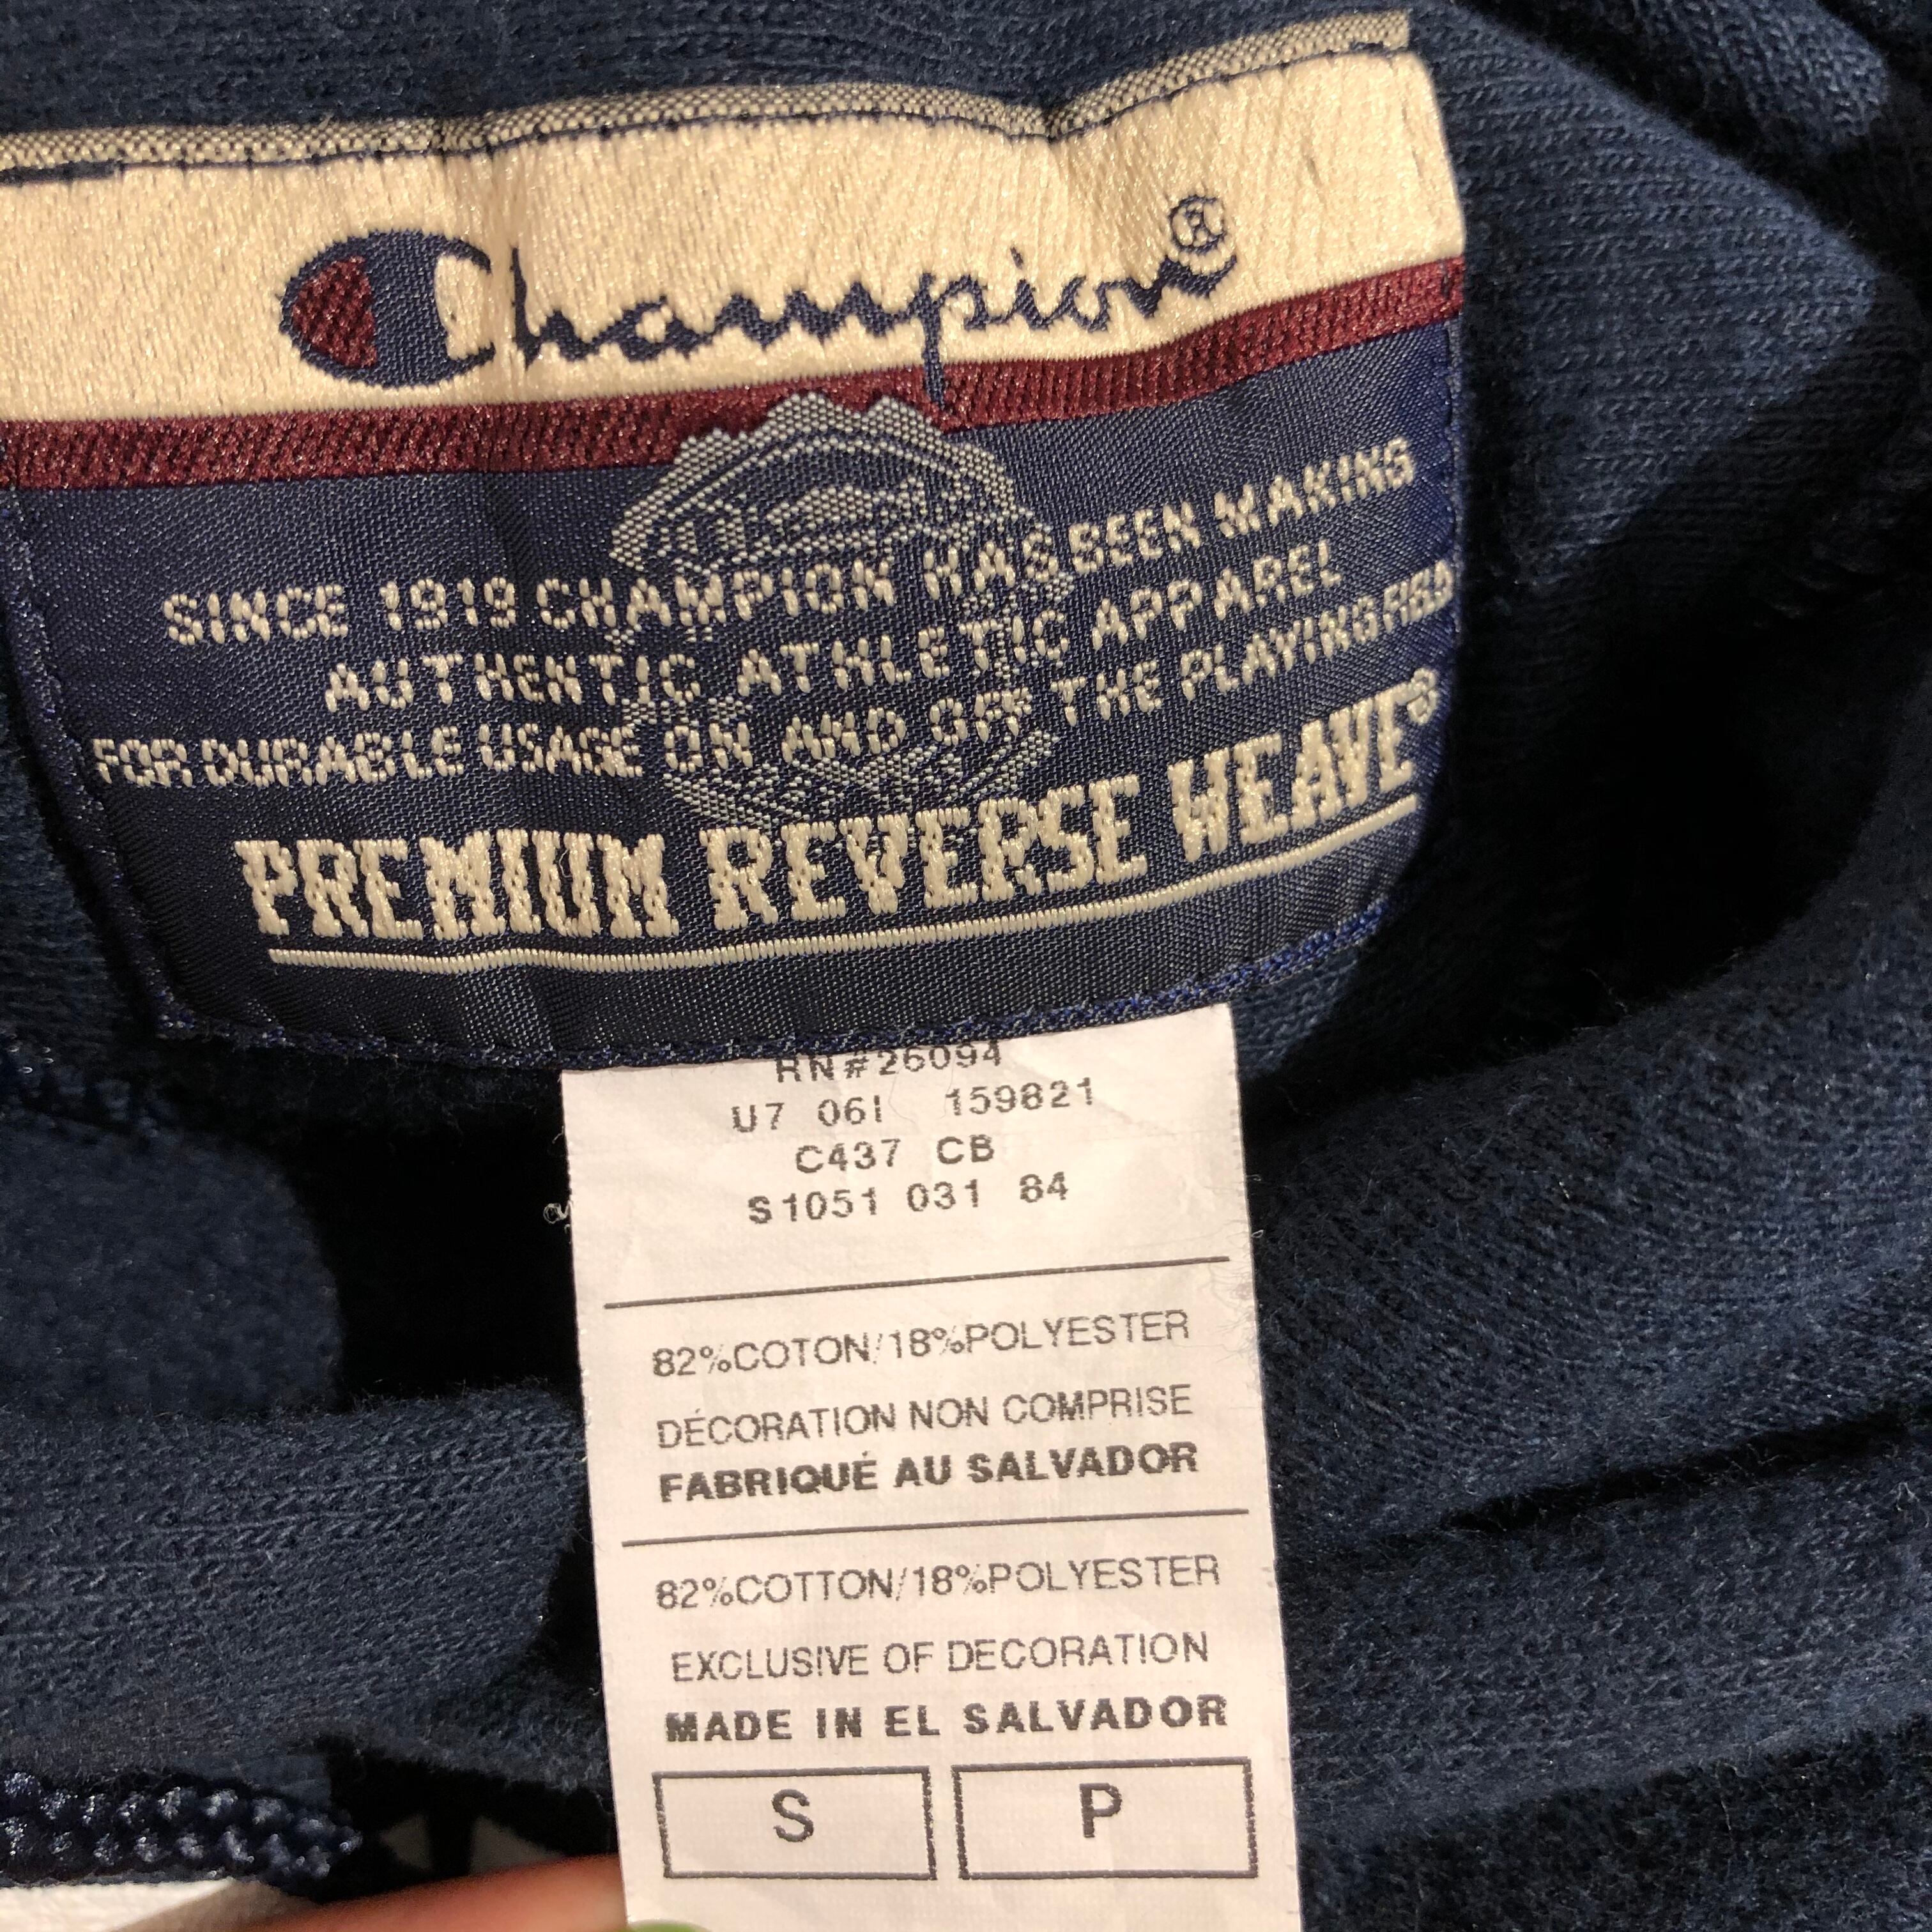 Champion®
SINCE 1919 CHAMPION HAS BEEN MAKING
AUTHENTIC ATHLETIC APPAREL
FOR DURABLE USAGE ON AND OFF THE PLAYING FIELD
PREMIUM REVERSE WEAVE®
RN#26094
U7 06I 159821
C437 CB
S1051 031 84
82%COTON/18%POLYESTER
DÉCORATION NON COMPRISE
FABRIQUÉ AU SALVADOR
82%COTTON/18%POLYESTER
EXCLUSIVE OF DECORATION
MADE IN EL SALVADOR
S P